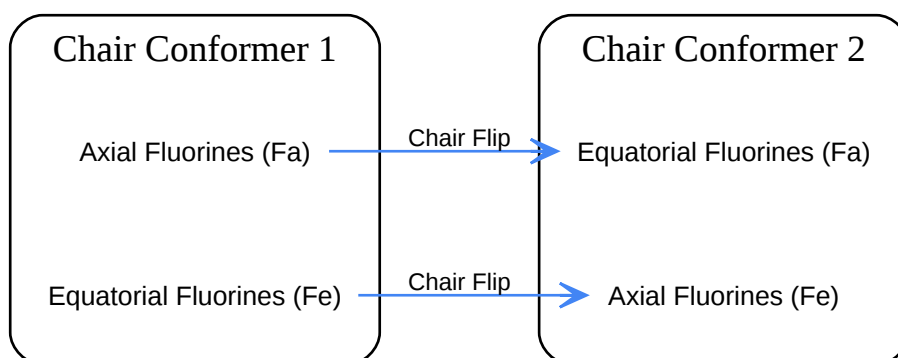 Chair Conformer 1
Chair Conformer 2
Axial Fluorines (Fa)
Chair Flip
Equatorial Fluorines (Fa)
Equatorial Fluorines (Fe)
Chair Flip
Axial Fluorines (Fe)